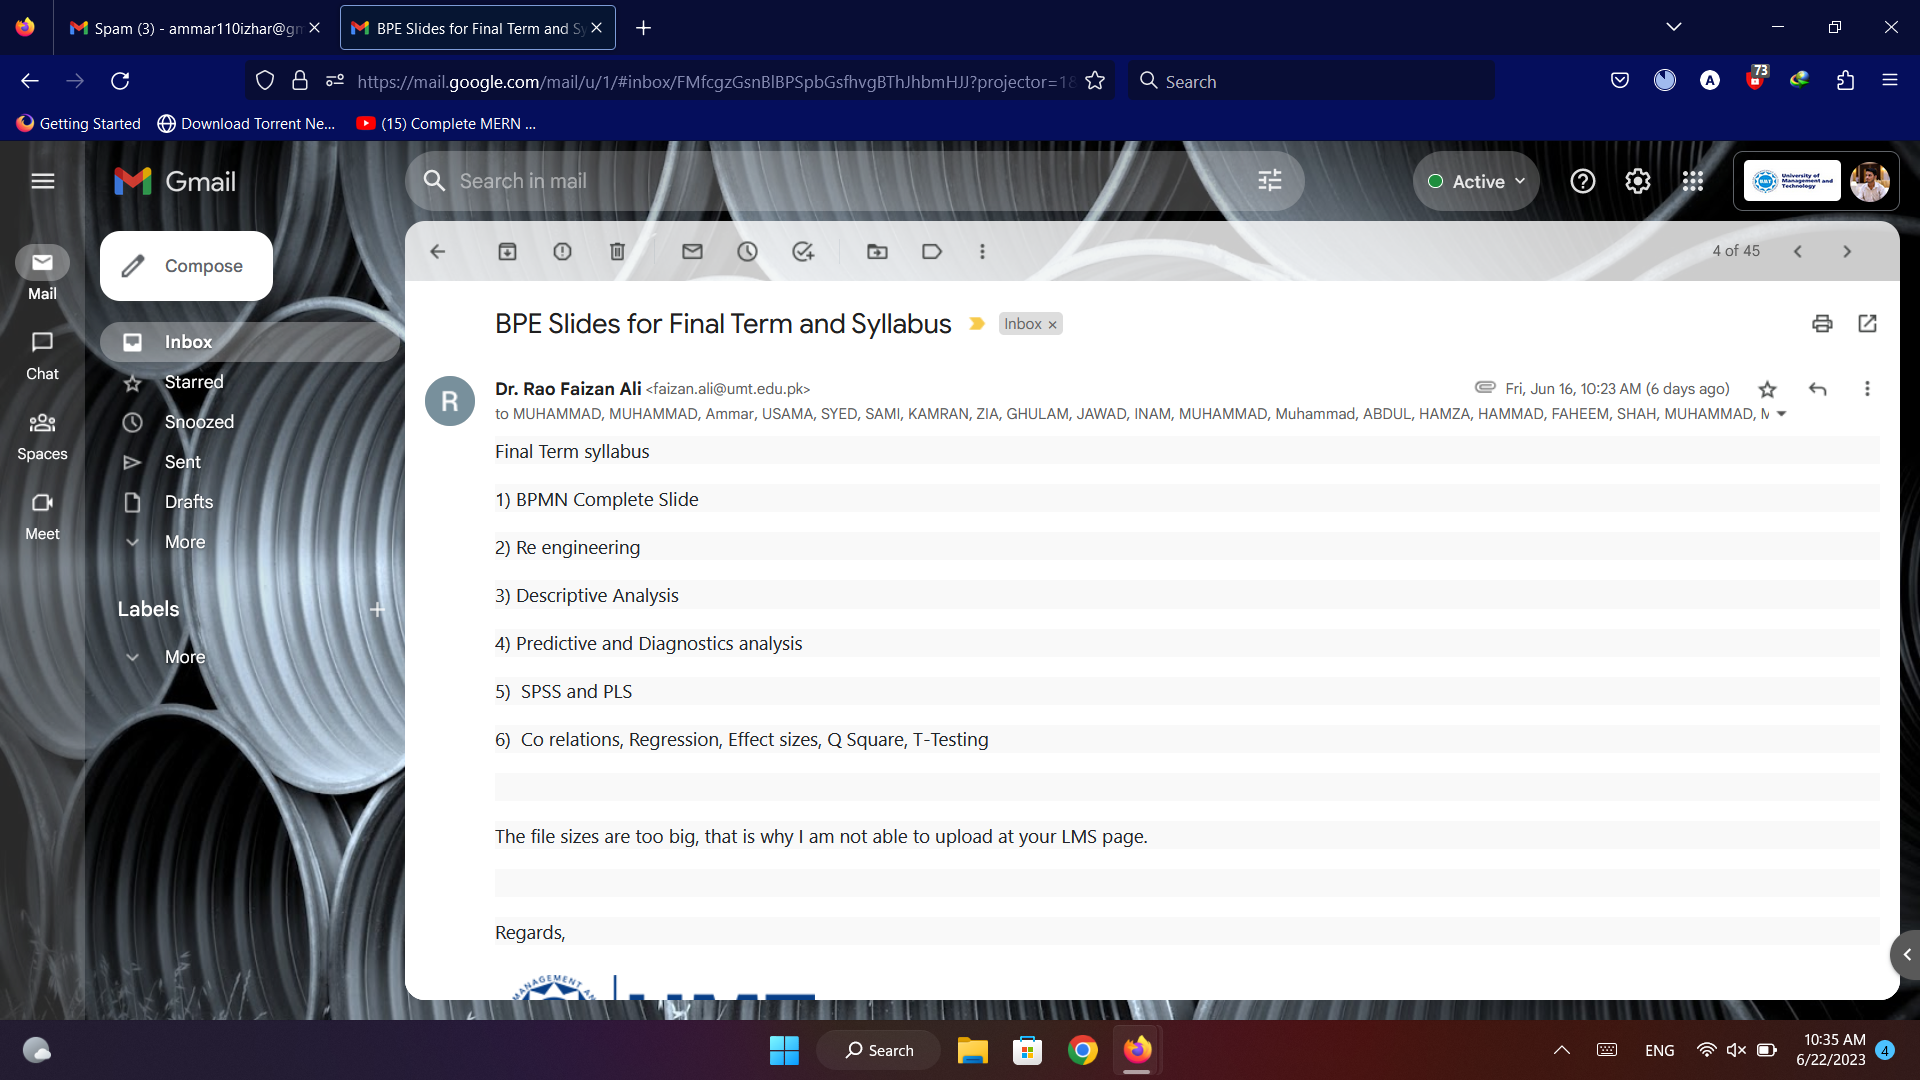 Spam (3) - ammar110izhar@gm
BPE Slides for Final Term and Sy
https://mail.google.com/mail/u/1/#inbox/FMfcgzGsnBlBPSpbGsfhvgBThJhbmHJJ?projector=18
Search
A
73
Getting Started
Download Torrent Ne...
(15) Complete MERN ...
Gmail
Search in mail
Active
University of Management and Technology
Compose
4 of 45
Mail
Chat
Spaces
Meet
Inbox
Starred
Snoozed
Sent
Drafts
More
Labels
More
BPE Slides for Final Term and Syllabus
Inbox ×
R
Dr. Rao Faizan Ali <faizan.ali@umt.edu.pk>
Fri, Jun 16, 10:23 AM (6 days ago)
to MUHAMMAD, MUHAMMAD, Ammar, USAMA, SYED, SAMI, KAMRAN, ZIA, GHULAM, JAWAD, INAM, MUHAMMAD, Muhammad, ABDUL, HAMZA, HAMMAD, FAHEEM, SHAH, MUHAMMAD, M
Final Term syllabus
1) BPMN Complete Slide
2) Re engineering
3) Descriptive Analysis
4) Predictive and Diagnostics analysis
5)  SPSS and PLS
6)  Co relations, Regression, Effect sizes, Q Square, T-Testing
The file sizes are too big, that is why I am not able to upload at your LMS page.
Regards,
MANAGEMENT AN
UMT
Search
ENG
10:35 AM
6/22/2023
4